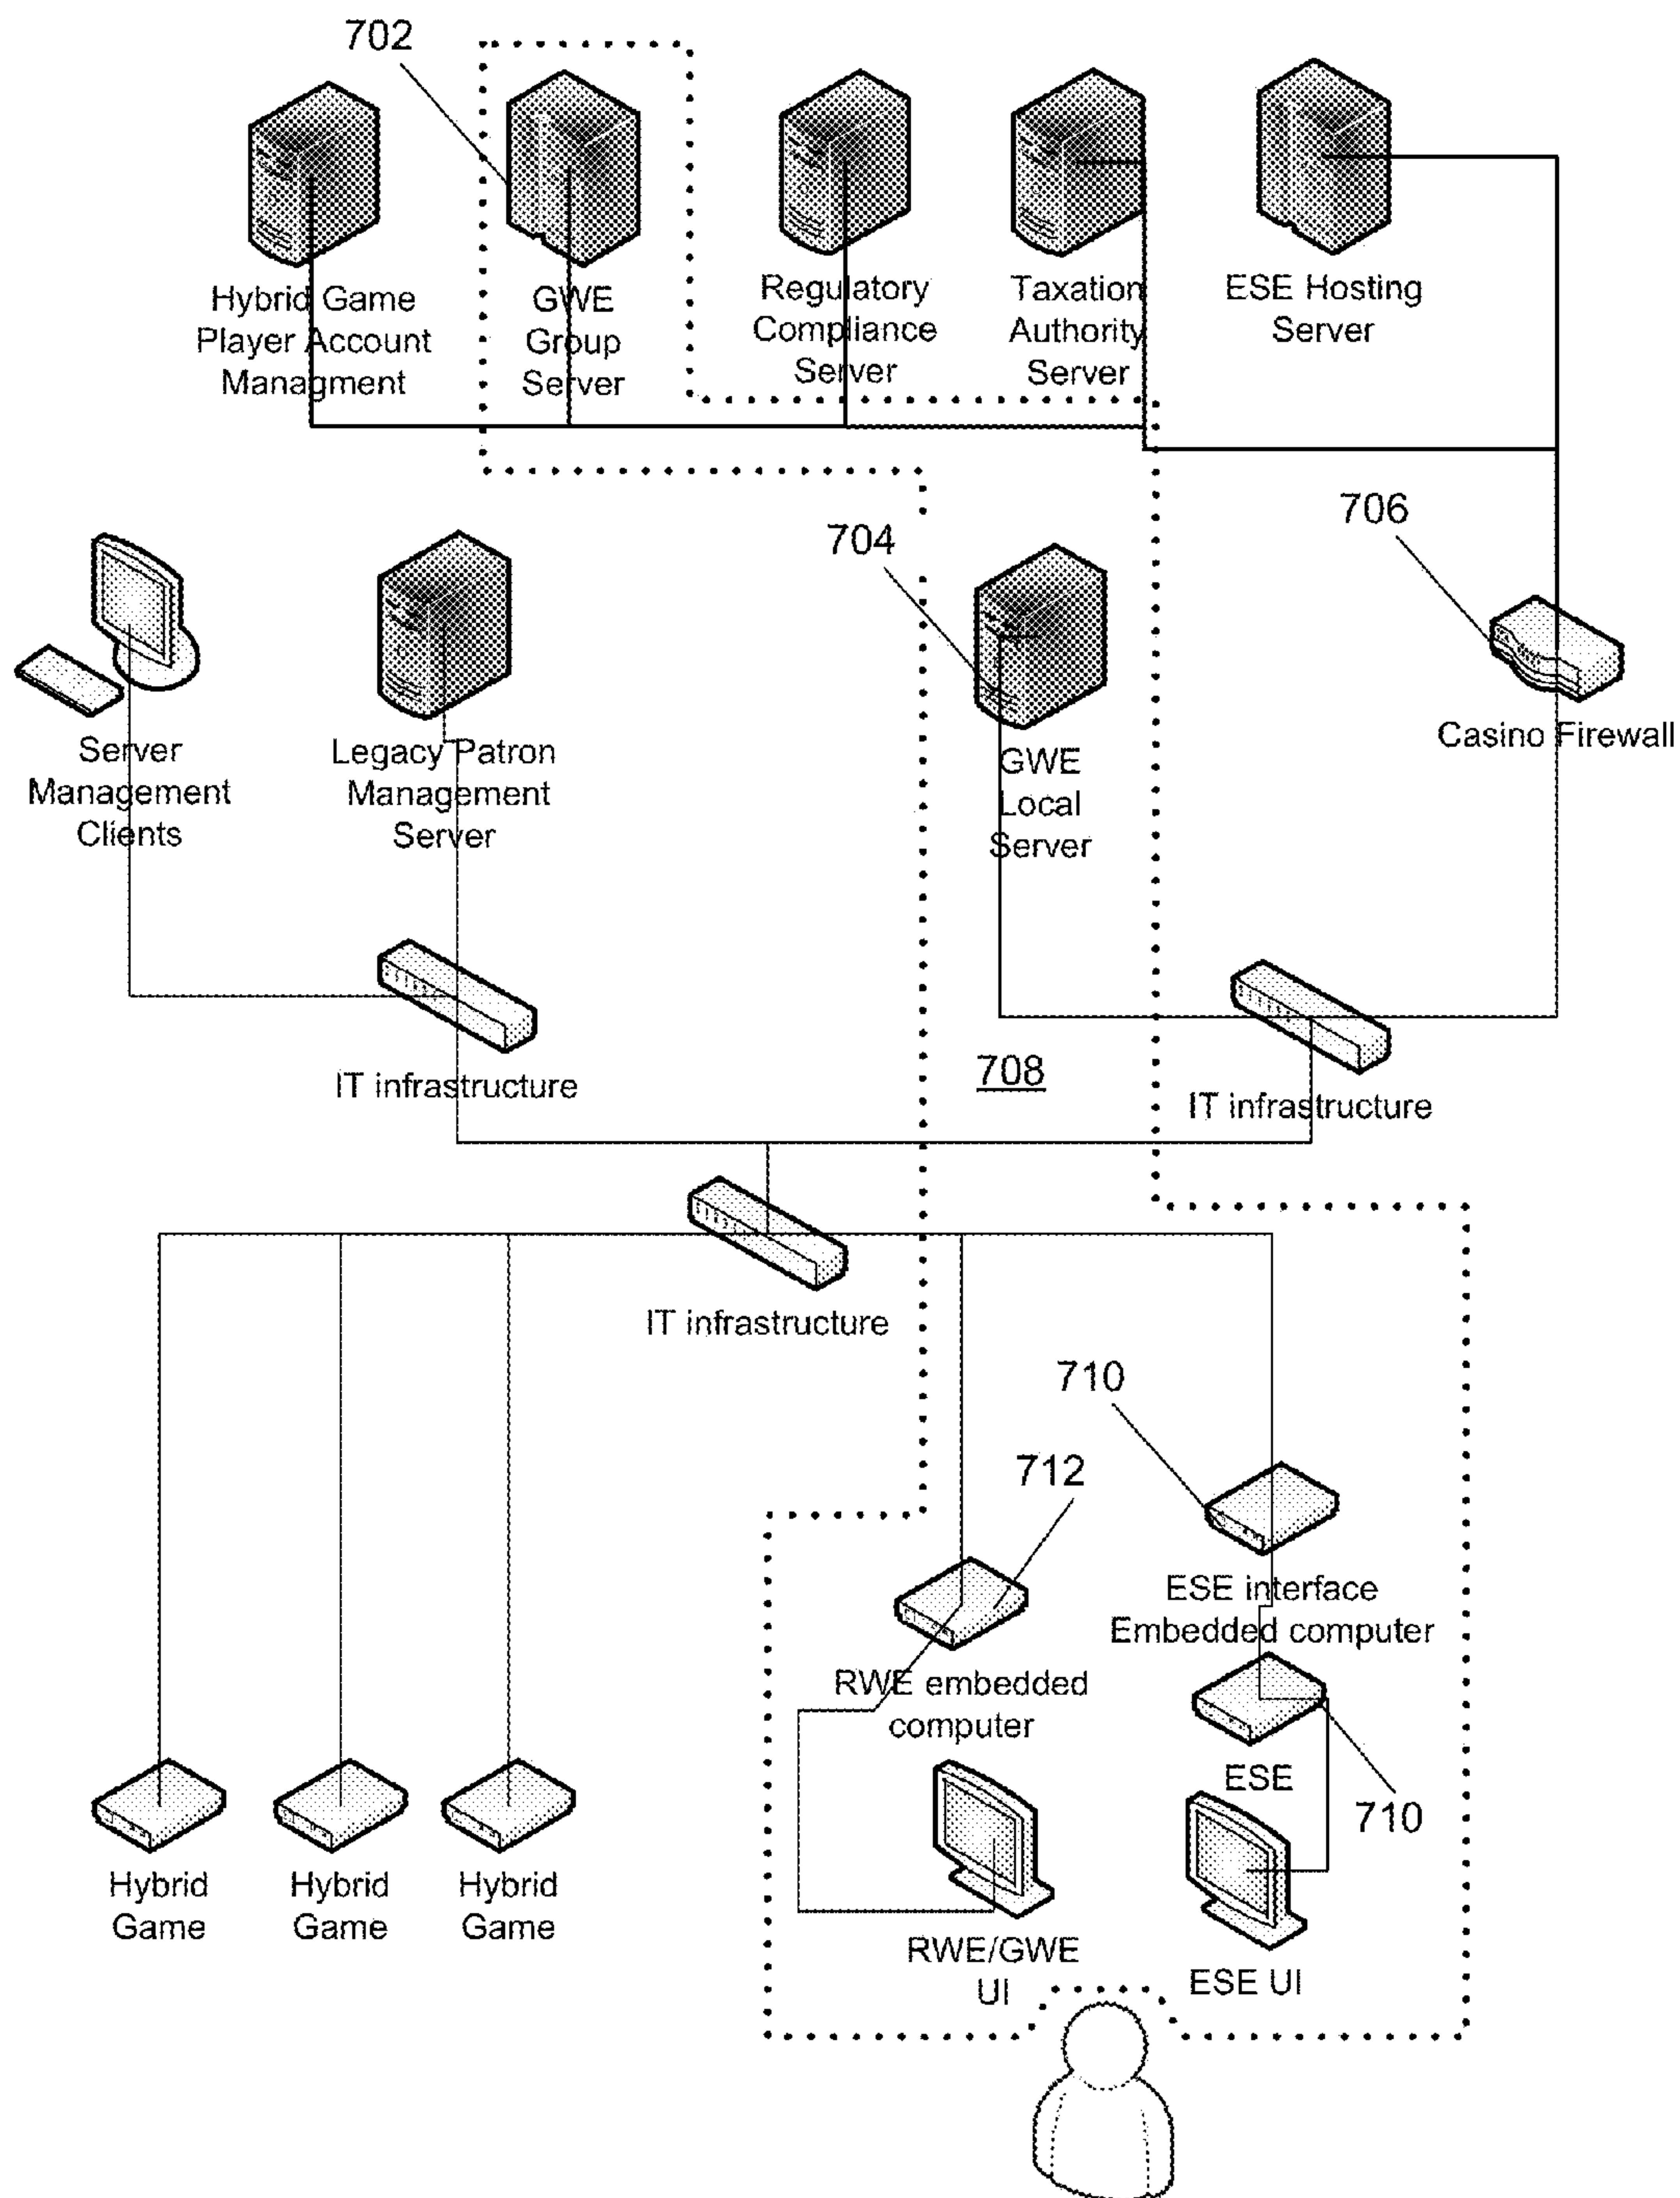 702
Hybrid Game
Player Account
Managment
GWE
Group
Server
Regulatory
Compliance
Server
Taxation
Authority
Server
ESE Hosting
Server
704
706
Server
Management
Clients
Legacy Patron
Management
Server
GWE
Local
Server
Casino Firewall
IT infrastructure
708
IT infrastructure
IT infrastructure
710
712
ESE interface
Embedded computer
RWE embedded
computer
ESE
710
Hybrid
Game
Hybrid
Game
Hybrid
Game
RWE/GWE
UI
ESE UI